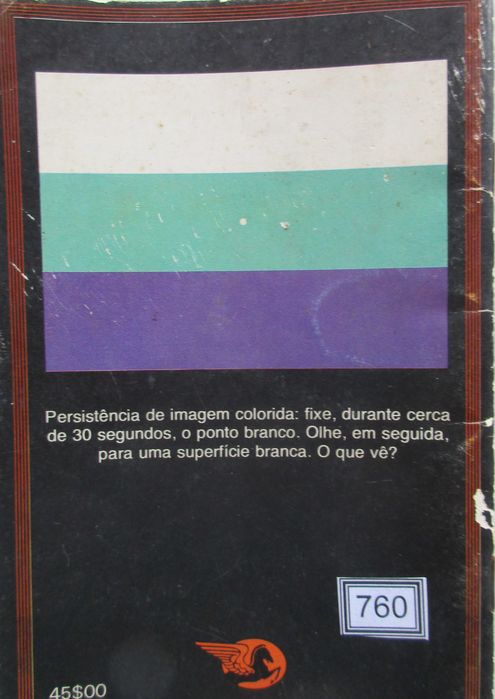 Persistência de imagem colorida: fixe, durante cerca
de 30 segundos, o ponto branco. Olhe, em seguida,
para uma superfície branca. O que vê?
760
45$00